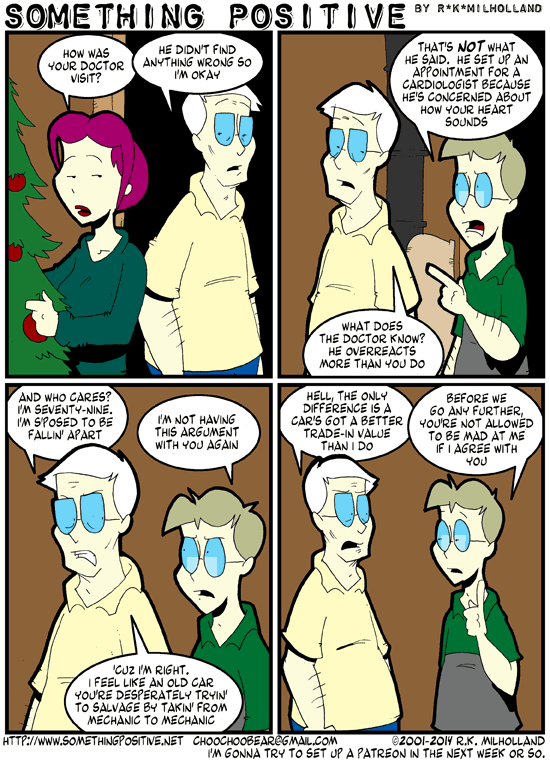 SOMETHING POSITIVE BY R*K*MILHOLLAND
HOW WAS
YOUR DOCTOR
VISIT?
HE DIDN'T FIND
ANYTHING WRONG SO
I'M OKAY
THAT'S NOT WHAT
HE SAID. HE SET UP AN
APPOINTMENT FOR A
CARDIOLOGIST BECAUSE
HE'S CONCERNED ABOUT
HOW YOUR HEART
SOUNDS
WHAT DOES
THE DOCTOR KNOW?
HE OVERREACTS
MORE THAN YOU DO
AND WHO CARES?
I'M SEVENTY-NINE.
I'M S'POSED TO BE
FALLIN' APART
I'M NOT HAVING
THIS ARGUMENT
WITH YOU AGAIN
'CUZ I'M RIGHT.
I FEEL LIKE AN OLD CAR
YOU'RE DESPERATELY TRYIN'
TO SALVAGE BY TAKIN' FROM
MECHANIC TO MECHANIC
HELL, THE ONLY
DIFFERENCE IS A
CAR'S GOT A BETTER
TRADE-IN VALUE
THAN I DO
BEFORE WE
GO ANY FURTHER,
YOU'RE NOT ALLOWED
TO BE MAD AT ME
IF I AGREE WITH
YOU
HTTP://WWW.SOMETHINGPOSITIVE.NET CHOOCHOOBEAR@GMAIL.COM ©2001-2014 R.K. MILHOLLAND
I'M GONNA TRY TO SET UP A PATREON IN THE NEXT WEEK OR SO.